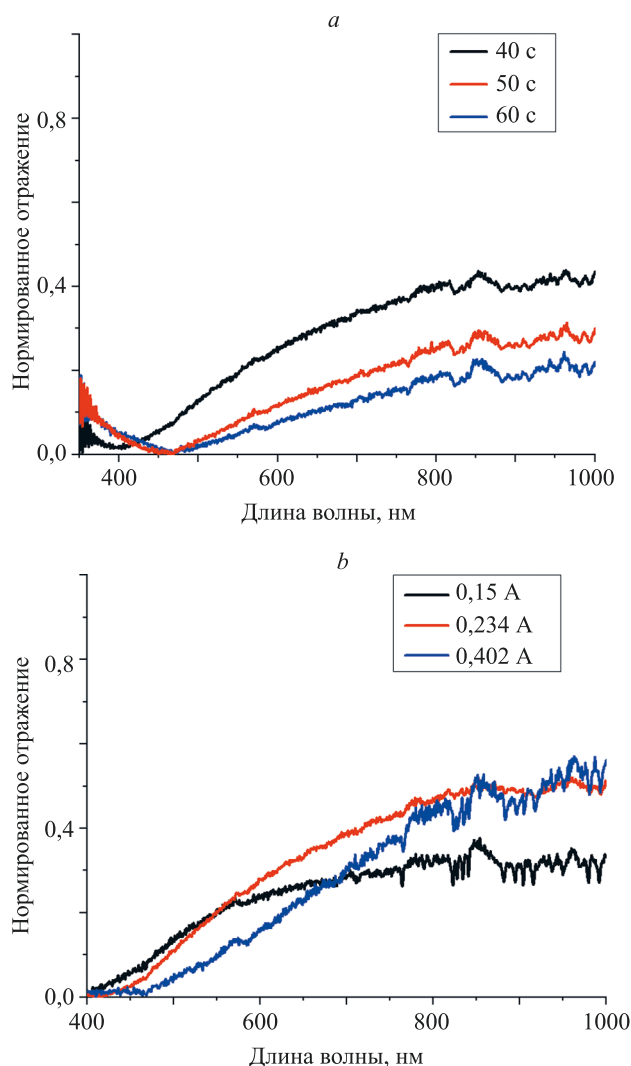 a
40 с
50 с
60 с
Нормированное отражение
0,8
0,4
0,0
400
600
800
1000
Длина волны, нм
b
0,15 А
0,234 А
0,402 А
Нормированное отражение
0,8
0,4
0,0
400
600
800
1000
Длина волны, нм